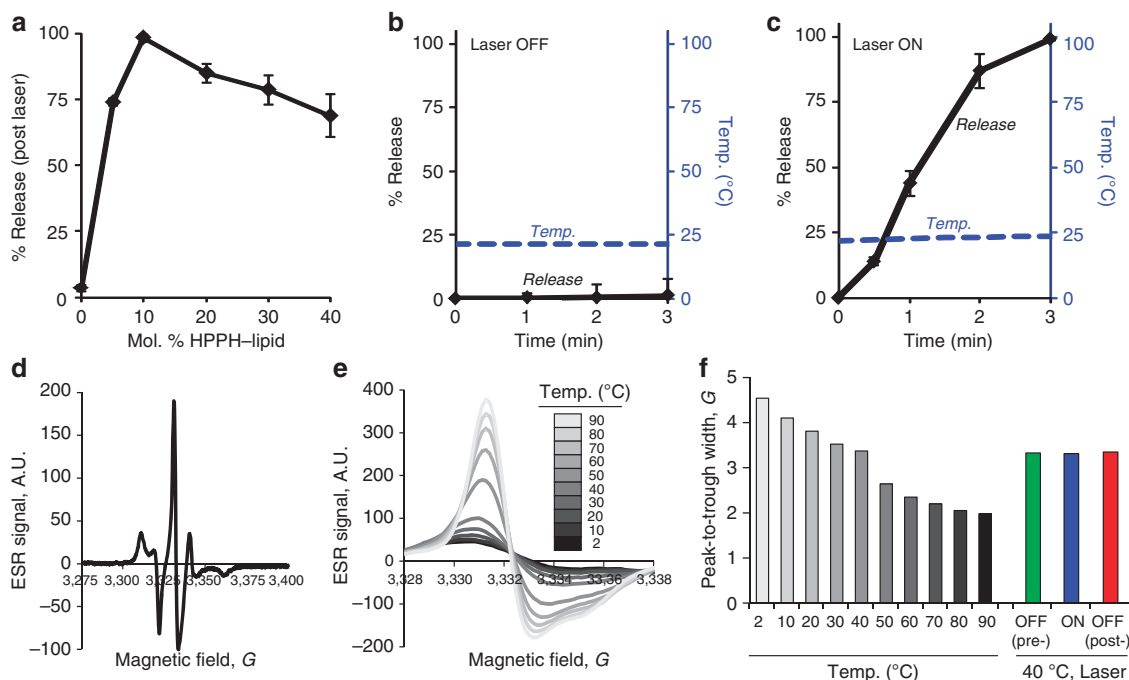 a
% Release (post laser)
100
75
50
25
0
0 10 20 30 40
Mol. % HPPH–lipid
b
Laser OFF
% Release
100
75
50
25
0
Temp.
Release
100
75
50
25
0
Temp. (°C)
0 1 2 3
Time (min)
c
Laser ON
% Release
100
75
50
25
0
Release
Temp.
100
75
50
25
0
Temp. (°C)
0 1 2 3
Time (min)
d
ESR signal, A.U.
200
150
100
50
0
−50
−100
3,275 3,300 3,325 3,350 3,375 3,400
Magnetic field, G
e
ESR signal, A.U.
400
300
200
100
0
−100
−200
Temp. (°C)
90
80
70
60
50
40
30
20
10
2
3,328 3,330 3,332 3,334 33,36 3,338
Magnetic field, G
f
Peak-to-trough width, G
5
4
3
2
1
0
2 10 20 30 40 50 60 70 80 90
Temp. (°C)
OFF ON OFF
(pre-) (post-)
40 °C, Laser